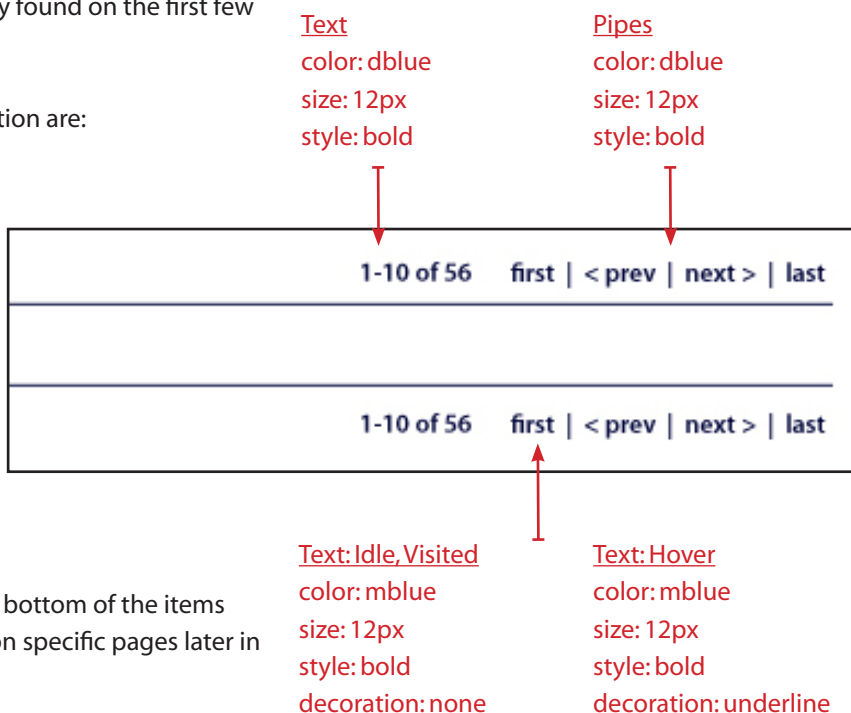 y found on the first few
tion are:
Text
color: dblue
size: 12px
style: bold
Pipes
color: dblue
size: 12px
style: bold
1-10 of 56 first | < prev | next > | last
1-10 of 56 first | < prev | next > | last
bottom of the items
on specific pages later in
Text: Idle, Visited
color: mblue
size: 12px
style: bold
decoration: none
Text: Hover
color: mblue
size: 12px
style: bold
decoration: underline